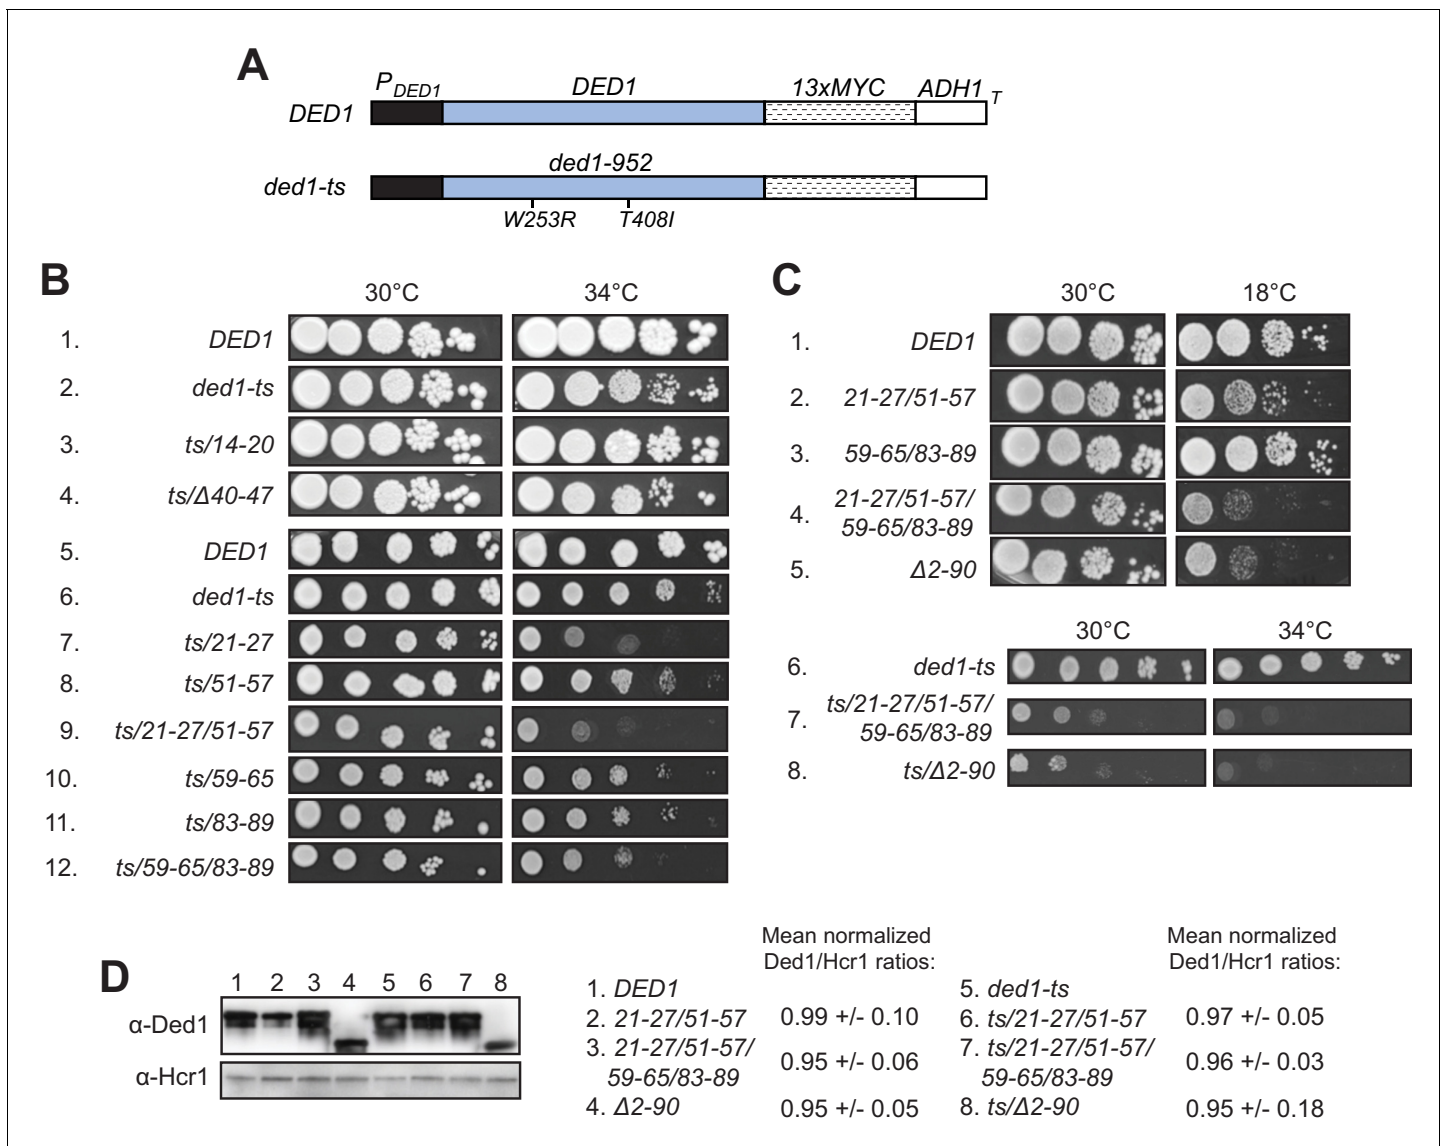 A
P DED1 DED1 13xMYC ADH1 T
DED1
ded1-952
ded1-ts
W253R T408I
B
30°C 34°C
1. DED1
2. ded1-ts
3. ts/14-20
4. ts/Δ40-47
5. DED1
6. ded1-ts
7. ts/21-27
8. ts/51-57
9. ts/21-27/51-57
10. ts/59-65
11. ts/83-89
12. ts/59-65/83-89
C
30°C 18°C
1. DED1
2. 21-27/51-57
3. 59-65/83-89
4. 21-27/51-57/
59-65/83-89
5. Δ2-90
30°C 34°C
6. ded1-ts
7. ts/21-27/51-57/
59-65/83-89
8. ts/Δ2-90
D
1 2 3 4 5 6 7 8
α-Ded1
α-Hcr1
Mean normalized
Ded1/Hcr1 ratios:
1. DED1
2. 21-27/51-57 0.99 +/- 0.10
3. 21-27/51-57/
59-65/83-89 0.95 +/- 0.06
4. Δ2-90 0.95 +/- 0.05
Mean normalized
Ded1/Hcr1 ratios:
5. ded1-ts
6. ts/21-27/51-57 0.97 +/- 0.05
7. ts/21-27/51-57/
59-65/83-89 0.96 +/- 0.03
8. ts/Δ2-90 0.95 +/- 0.18